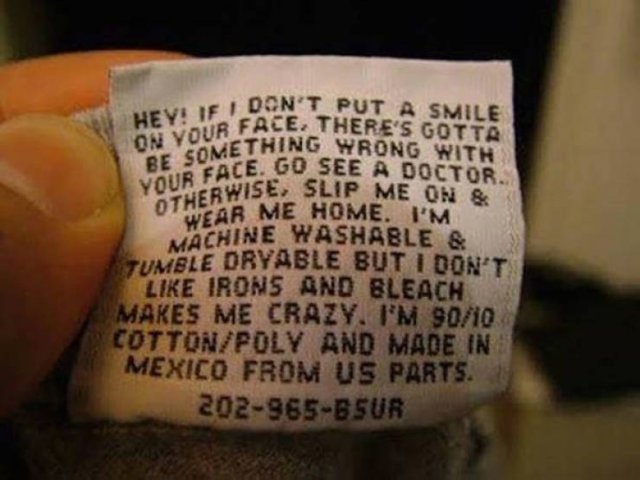 HEY! IF I DON'T PUT A SMILE
ON YOUR FACE, THERE'S GOTTA
BE SOMETHING WRONG WITH
YOUR FACE. GO SEE A DOCTOR.
OTHERWISE, SLIP ME ON &
WEAR ME HOME. I'M
MACHINE WASHABLE &
TUMBLE DRYABLE BUT I DON'T
LIKE IRONS AND BLEACH
MAKES ME CRAZY. I'M 90/10
COTTON/POLY AND MADE IN
MEXICO FROM US PARTS.
202-965-BSUR